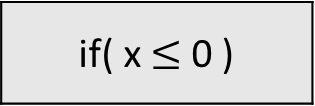 if( x ≤ 0 )